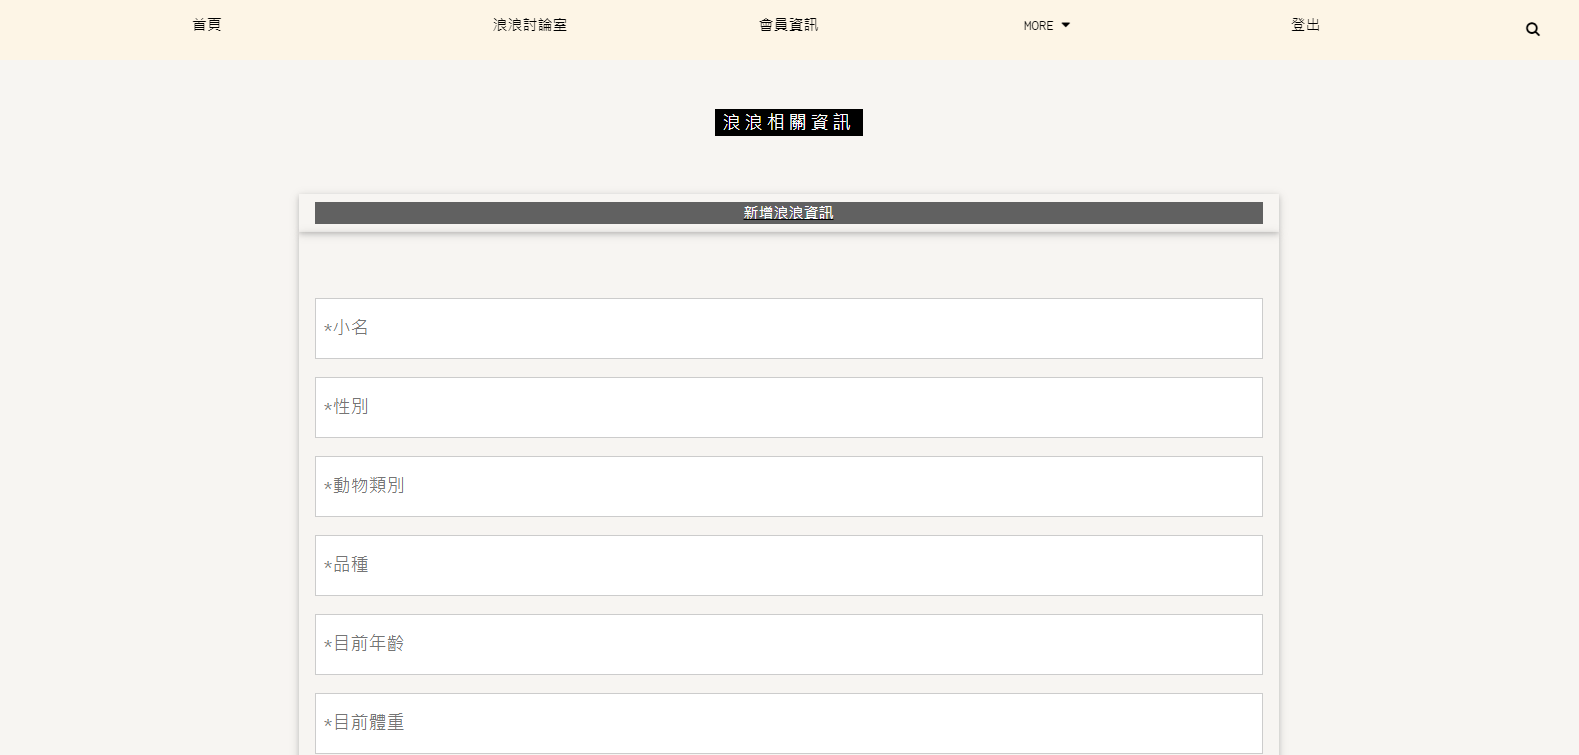 首頁 浪浪討論室 會員資訊 MORE 登出
浪浪相關資訊
新增浪浪資訊
*小名
*性別
*動物類別
*品種
*目前年齡
*目前體重